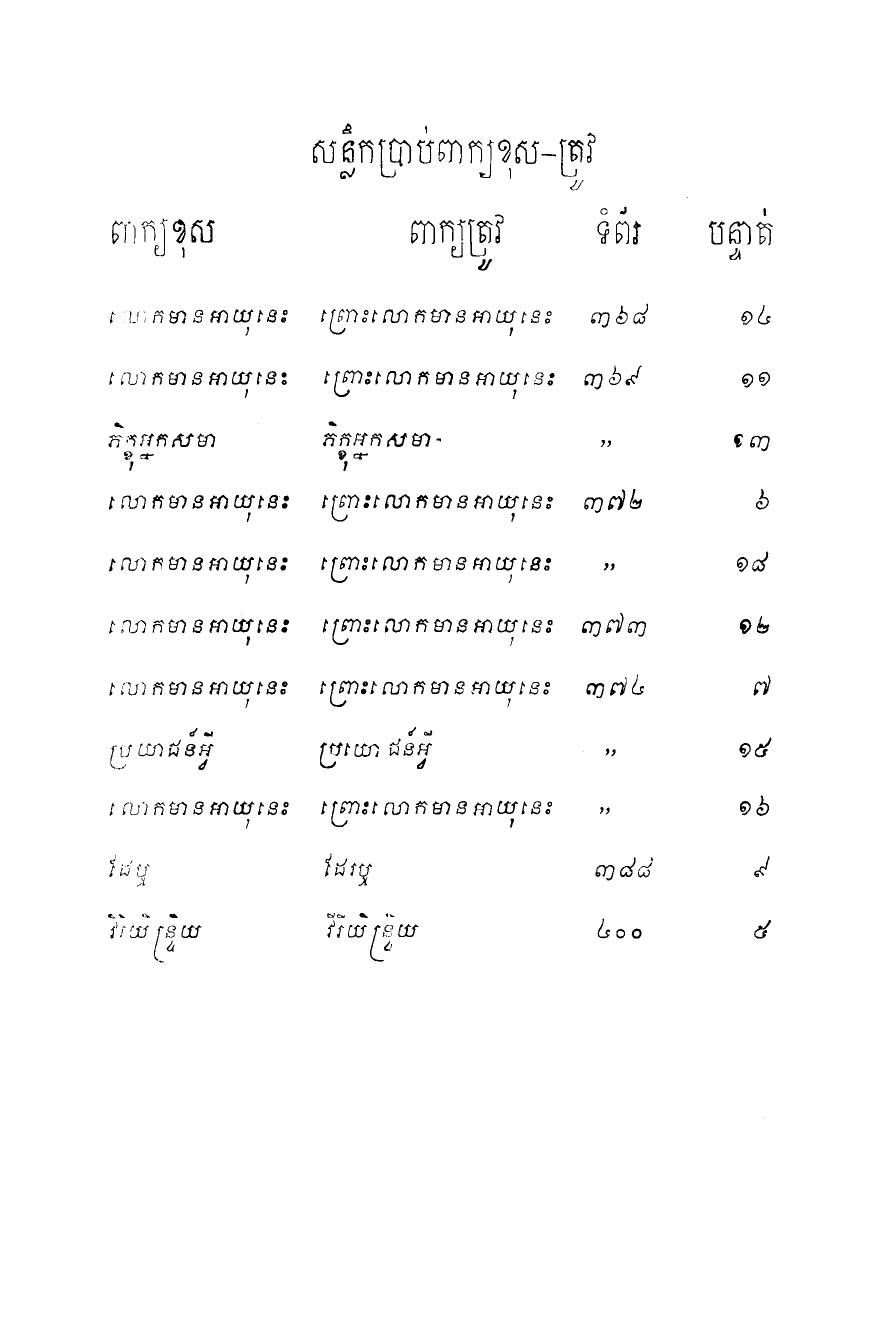 សន្លឹកប្រាប់ពាក្យខុស-ត្រូវ
ពាក្យខុស ពាក្យត្រូវ ទំព័រ បន្ទាត់
លោកមានអាយុនេះ ព្រោះលោកមានអាយុនេះ ៣៦៨ ១៤
លោកមានអាយុនេះ ព្រោះលោកមានអាយុនេះ ៣៦៩ ១១
ភិក្ខុអ្នកសមា ភិក្ខុអ្នកសមា- ,, ១៣
លោកមានអាយុនេះ ព្រោះលោកមានអាយុនេះ ៣៧២ ៦
លោកមានអាយុនេះ ព្រោះលោកមានអាយុនេះ ,, ១៨
លោកមានអាយុនេះ ព្រោះលោកមានអាយុនេះ ៣៧៣ ១២
លោកមានអាយុនេះ ព្រោះលោកមានអាយុនេះ ៣៧៤ ៧
ប្រយាជន៍អ្វី ប្រយោជន៍អ្វី ,, ១៥
លោកមានអាយុនេះ ព្រោះលោកមានអាយុនេះ ,, ១៦
ដែឬ ដែរឬ ៣៨៨ ៩
វិរិយិន្ទ្រិយ វីរិយិន្ទ្រិយ ៤០០ ៥